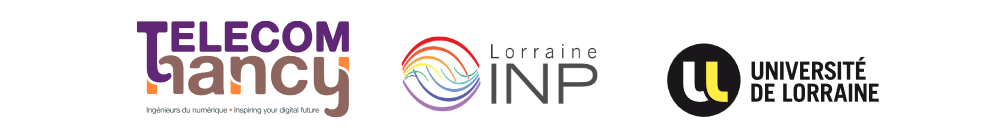 TELECOM
nancy
Ingénieurs du numérique • Inspiring your digital future
Lorraine
INP
UNIVERSITÉ
DE LORRAINE